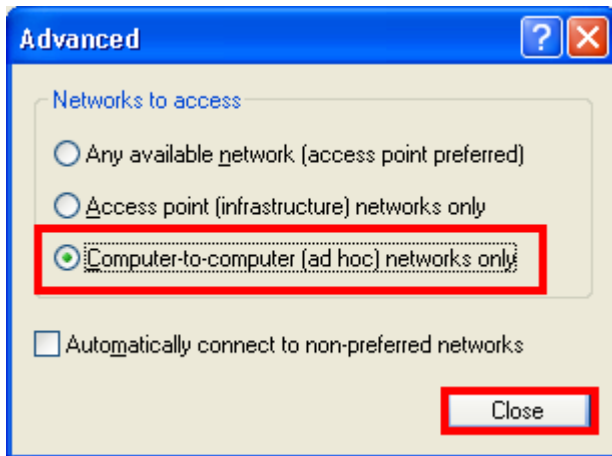 Advanced
Networks to access
Any available network (access point preferred)
Access point (infrastructure) networks only
Computer-to-computer (ad hoc) networks only
Automatically connect to non-preferred networks
Close